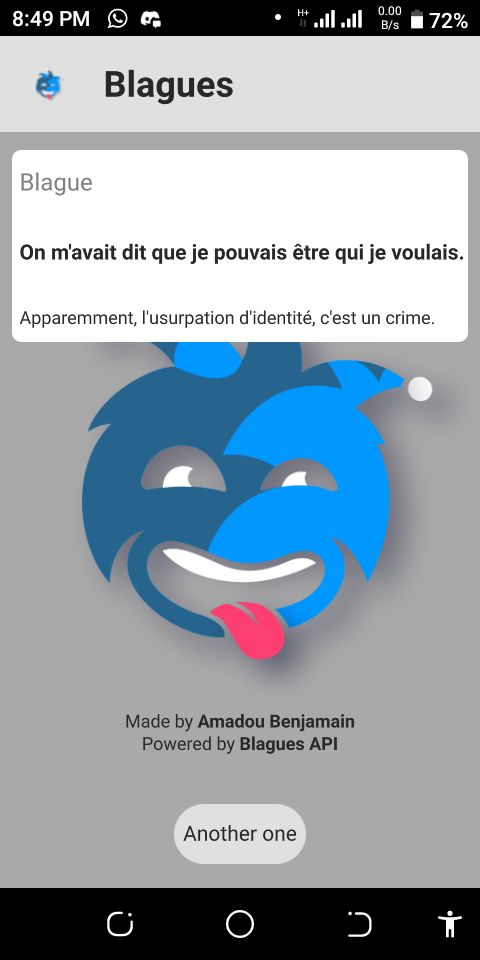 8:49 PM H+ 0.00 B/s 72%
Blagues
Blague
On m'avait dit que je pouvais être qui je voulais.
Apparemment, l'usurpation d'identité, c'est un crime.
Made by Amadou Benjamain
Powered by Blagues API
Another one